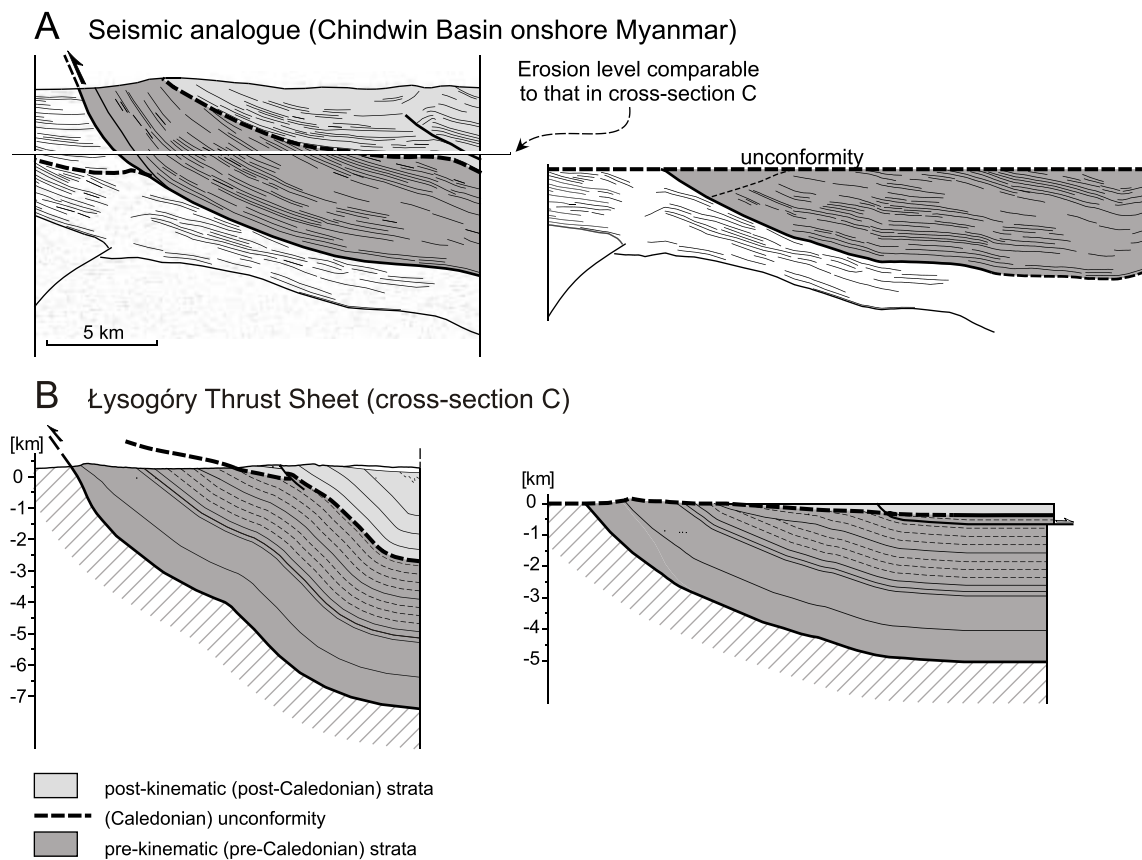 A Seismic analogue (Chindwin Basin onshore Myanmar)
Erosion level comparable
to that in cross-section C
unconformity
5 km
B Łysogóry Thrust Sheet (cross-section C)
[km]
0
-1
-2
-3
-4
-5
-6
-7
[km]
0
-1
-2
-3
-4
-5
post-kinematic (post-Caledonian) strata
(Caledonian) unconformity
pre-kinematic (pre-Caledonian) strata